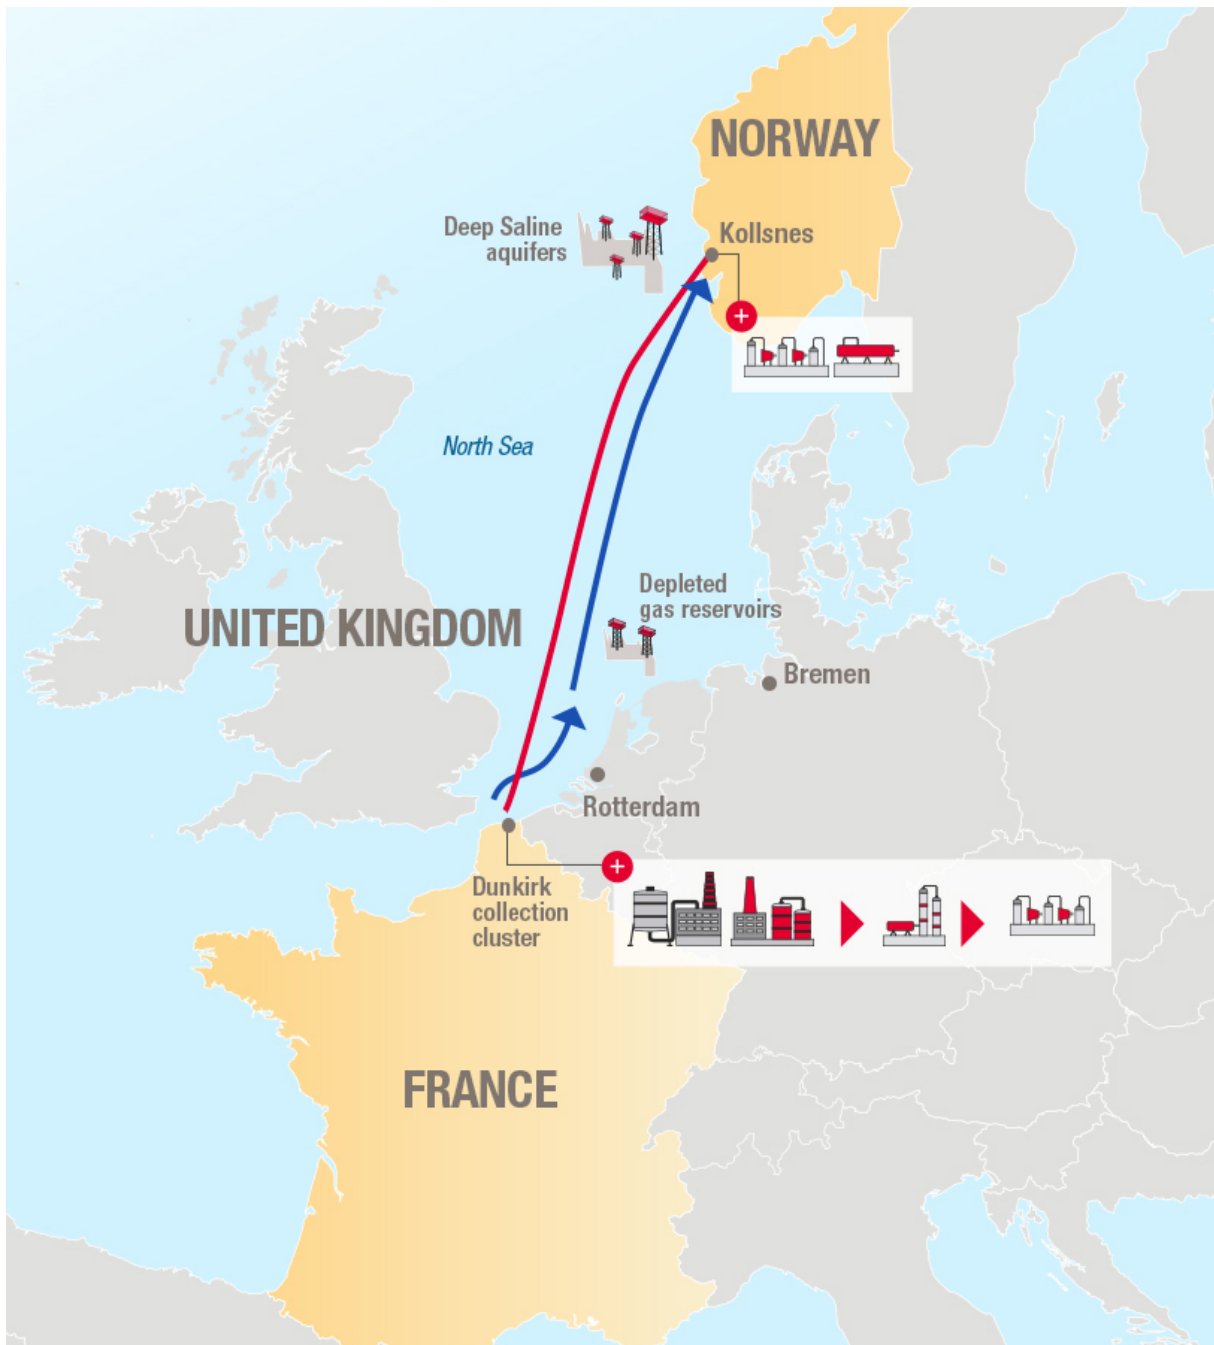 NORWAY
Deep Saline
aquifers
Kollsnes
+
North Sea
Depleted
gas reservoirs
UNITED KINGDOM
Bremen
Rotterdam
+
Dunkirk
collection
cluster
FRANCE